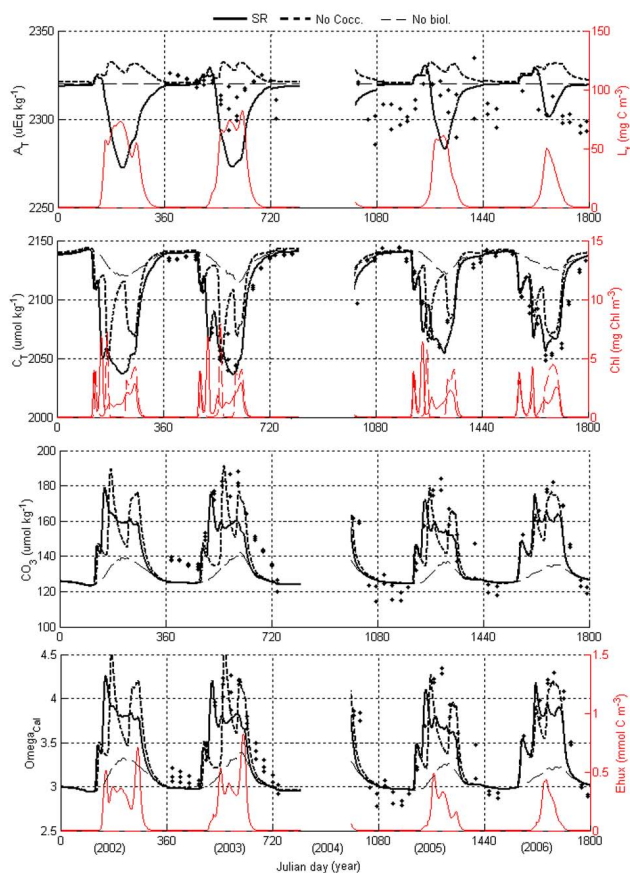 SR No Cocc. No biol.
2350 150
2300 100
50
2250 0
A_T (uEq kg⁻¹)
L_x (mg C m⁻³)
0 360 720 1080 1440 1800
2150 15
2100 10
2050 5
2000 0
C_T (umol kg⁻¹)
Chl (mg Chl m⁻³)
0 360 720 1080 1440 1800
200
180
160
140
120
100
CO₃ (umol kg⁻¹)
0 360 720 1080 1440 1800
4.5 1.5
4 1
3.5
3 0.5
2.5 0
Omega_Cal
Ehux (mmol C m⁻³)
0 360 720 1080 1440 1800
(2002) (2003) (2004) (2005) (2006)
Julian day (year)